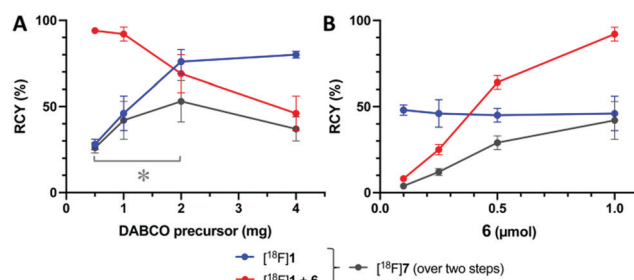 A
B
100
50
0
RCY (%)
0 1 2 3 4
DABCO precursor (mg)
*
100
50
0
RCY (%)
0.0 0.5 1.0
6 (μmol)
[¹⁸F]1
[¹⁸F]1 + 6
[¹⁸F]7 (over two steps)